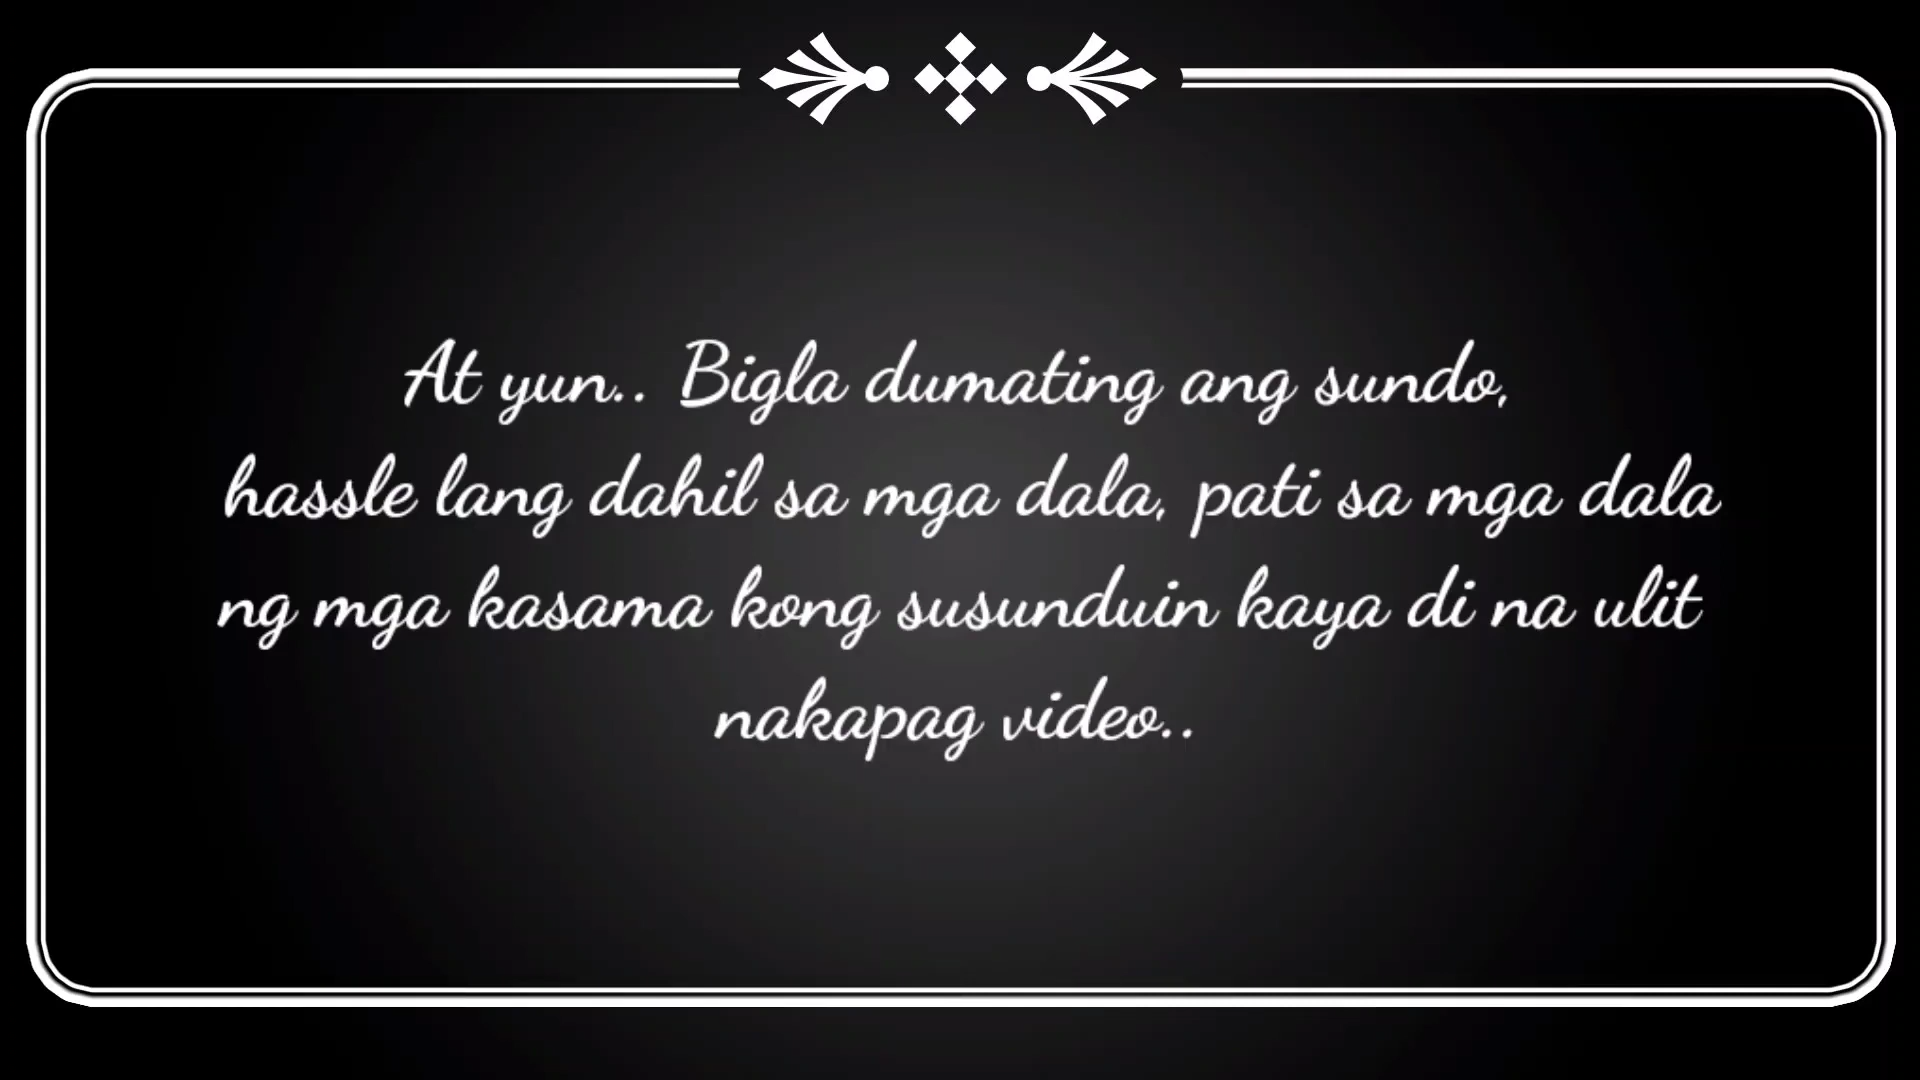 At yun.. Bigla dumating ang sundo,
hassle lang dahil sa mga dala, pati sa mga dala
ng mga kasama kong susunduin kaya di na ulit
nakapag video..